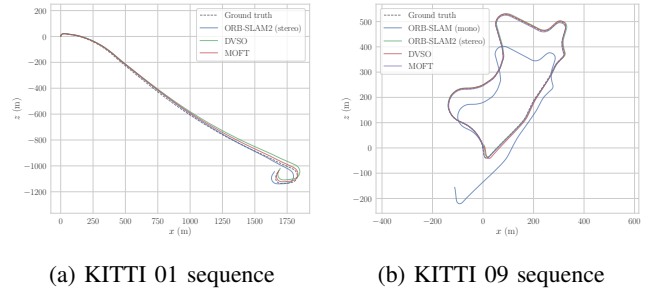 0
−200
−400
−600
−800
−1000
−1200
z (m)
0 250 500 750 1000 1250 1500 1750
x (m)
Ground truth
ORB-SLAM2 (stereo)
DVSO
MOFT
(a) KITTI 01 sequence
500
400
300
200
100
0
−100
−200
z (m)
−400 −200 0 200 400 600
x (m)
Ground truth
ORB-SLAM (mono)
ORB-SLAM2 (stereo)
DVSO
MOFT
(b) KITTI 09 sequence